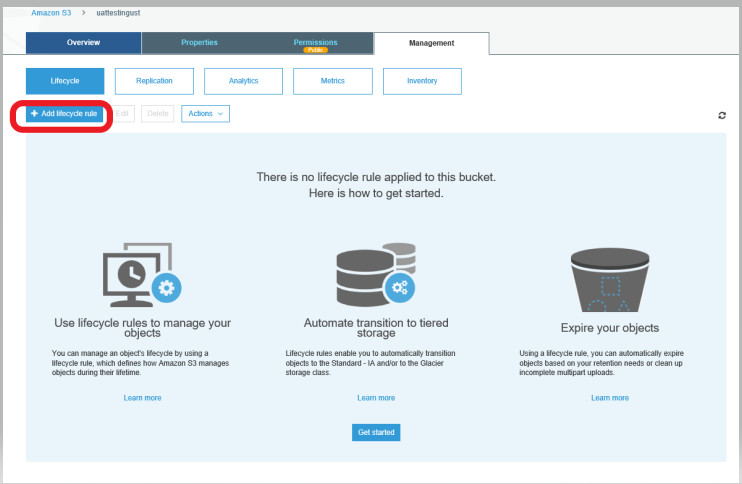 Amazon S3 > uattestingust
Overview Properties Permissions Management
Public
Lifecycle Replication Analytics Metrics Inventory
+ Add lifecycle rule Edit Delete Actions
There is no lifecycle rule applied to this bucket.
Here is how to get started.
Use lifecycle rules to manage your
objects
You can manage an object's lifecycle by using a
lifecycle rule, which defines how Amazon S3 manages
objects during their lifetime.
Learn more
Automate transition to tiered
storage
Lifecycle rules enable you to automatically transition
objects to the Standard - IA and/or to the Glacier
storage class.
Learn more
Expire your objects
Using a lifecycle rule, you can automatically expire
objects based on your retention needs or clean up
incomplete multipart uploads.
Learn more
Get started